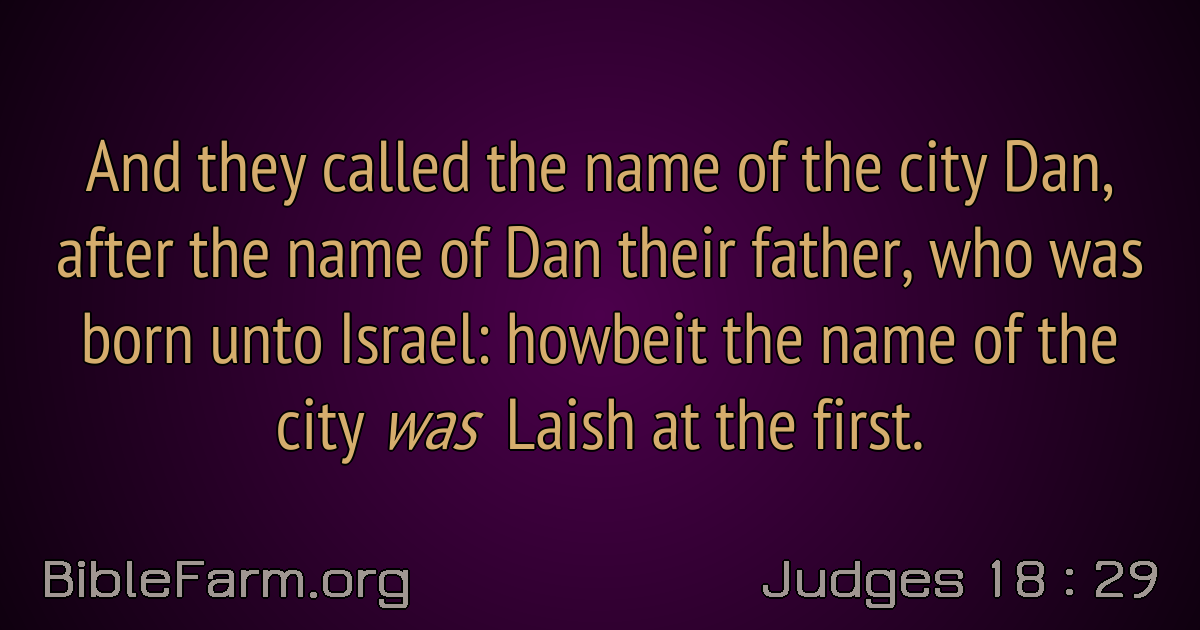 And they called the name of the city Dan,
after the name of Dan their father, who was
born unto Israel: howbeit the name of the
city was Laish at the first.
BibleFarm.org
Judges 18 : 29